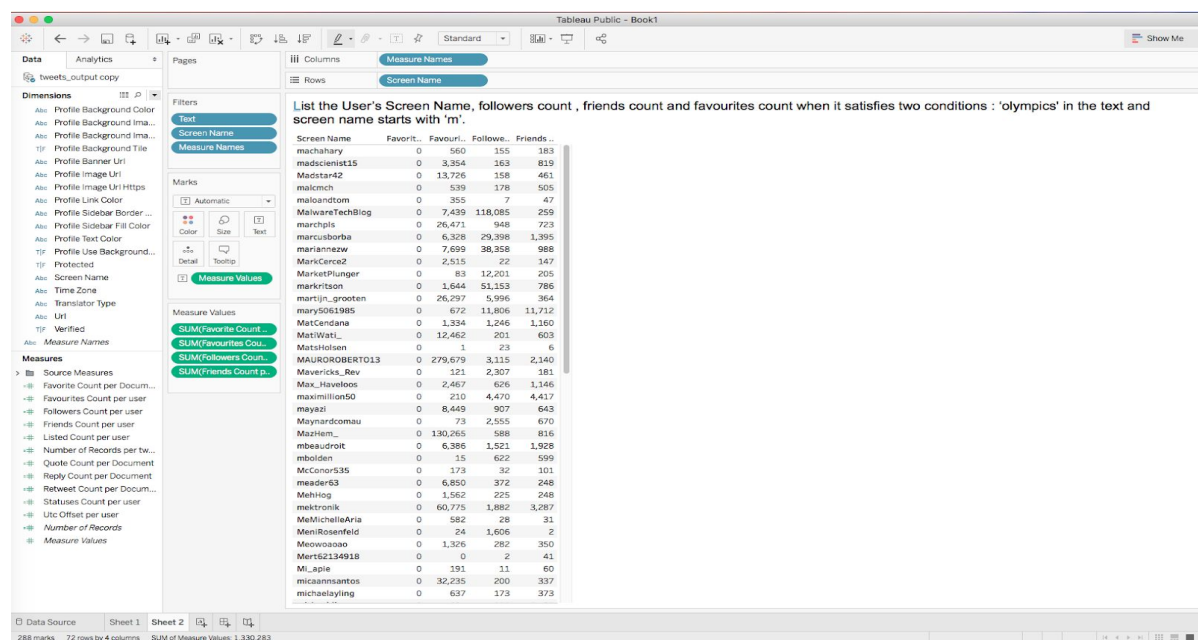 Tableau Public - Book1
Standard
Show Me
Data Analytics
Pages
iii Columns Measure Names
tweets_output copy
Rows Screen Name
Dimensions
Abc Profile Background Color
Abc Profile Background Ima...
Abc Profile Background Ima...
T|F Profile Background Tile
Abc Profile Banner Url
Abc Profile Image Url
Abc Profile Image Url Https
Abc Profile Link Color
Abc Profile Sidebar Border ...
Abc Profile Sidebar Fill Color
Abc Profile Text Color
T|F Profile Use Background...
T|F Protected
Abc Screen Name
Abc Time Zone
Abc Translator Type
Abc Url
T|F Verified
Abc Measure Names
Measures
Source Measures
Favorite Count per Docum...
Favourites Count per user
Followers Count per user
Friends Count per user
Listed Count per user
Number of Records per tw...
Quote Count per Document
Reply Count per Document
Retweet Count per Docum...
Statuses Count per user
Utc Offset per user
Number of Records
Measure Values
Filters
Text
Screen Name
Measure Names
Marks
Automatic
Color Size Text
Detail Tooltip
Measure Values
Measure Values
SUM(Favorite Count ..
SUM(Favourites Cou..
SUM(Followers Coun..
SUM(Friends Count p..
List the User's Screen Name, followers count , friends count and favourites count when it satisfies two conditions : 'olympics' in the text and
screen name starts with 'm'.
Screen Name Favorit.. Favouri.. Followe.. Friends ..
machahary 0 560 155 183
madscienist15 0 3,354 163 819
Madstar42 0 13,726 158 461
malcmch 0 539 178 505
maloandtom 0 355 7 47
MalwareTechBlog 0 7,439 118,085 259
marchpls 0 26,471 948 723
marcusborba 0 6,328 29,398 1,395
mariannezw 0 7,699 38,358 988
MarkCerce2 0 2,515 22 147
MarketPlunger 0 83 12,201 205
markritson 0 1,644 51,153 786
martijn_grooten 0 26,297 5,996 364
mary5061985 0 672 11,806 11,712
MatCendana 0 1,334 1,246 1,160
MatiWati_ 0 12,462 201 603
MatsHolsen 0 1 23 6
MAUROROBERTO13 0 279,679 3,115 2,140
Mavericks_Rev 0 121 2,307 181
Max_Haveloos 0 2,467 626 1,146
maximillion50 0 210 4,470 4,417
mayazi 0 8,449 907 643
Maynardcomau 0 73 2,555 670
MazHem_ 0 130,265 588 816
mbeaudroit 0 6,386 1,521 1,928
mbolden 0 15 622 599
McConor535 0 173 32 101
meader63 0 6,850 372 248
MehHog 0 1,562 225 248
mektronik 0 60,775 1,882 3,287
MeMichelleAria 0 582 28 31
MeniRosenfeld 0 24 1,606 2
Meowoaoao 0 1,326 282 350
Mert62134918 0 0 2 41
Mi_apie 0 191 11 60
micaannsantos 0 32,235 200 337
michaelayling 0 637 173 373
Data Source Sheet 1 Sheet 2
288 marks 72 rows by 4 columns SUM of Measure Values: 1,330,283